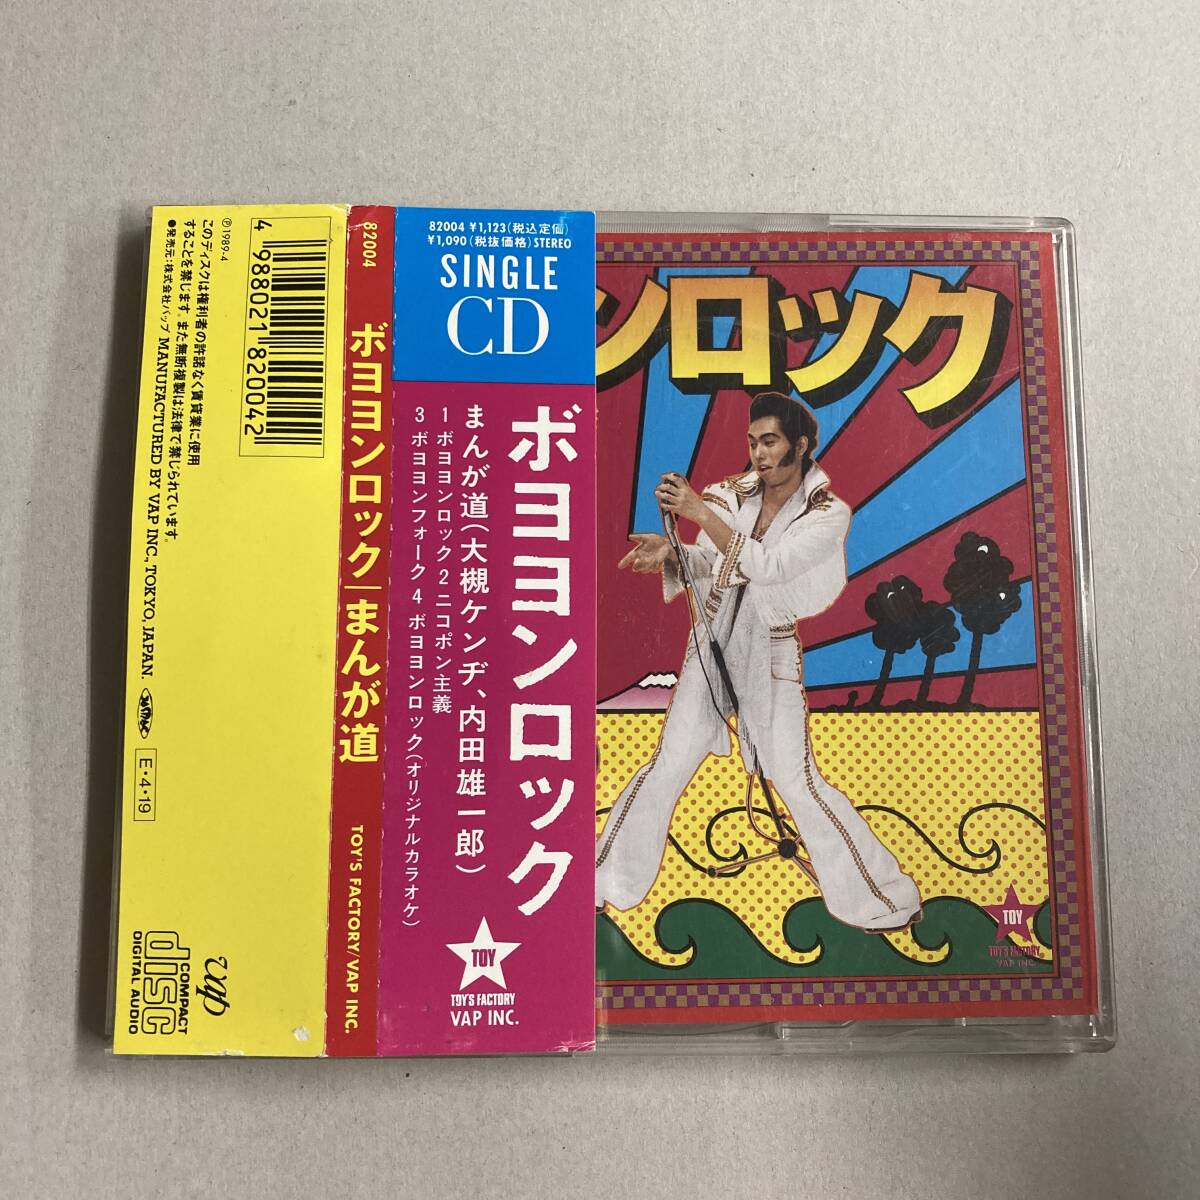 ℗1989-4
このディスクは権利者の許諾なく賃貸業に使用
することを禁じます。また無断複製は法律で禁じられています。
●発売元:株式会社バップ MANUFACTURED BY VAP INC., TOKYO, JAPAN.
E・4・19
4 988021 820042
vap
COMPACT
disc
DIGITAL AUDIO
82004
ボヨヨンロック|まんが道
TOY'S FACTORY/VAP INC.
82004 ¥1,123(税込定価)
¥1,090(税抜価格)STEREO
SINGLE
CD
ボヨヨンロック
まんが道(大槻ケンヂ、内田雄一郎)
1 ボヨヨンロック 2 ニコポン主義
3 ボヨヨンフォーク 4 ボヨヨンロック(オリジナルカラオケ)
TOY
TOY'S FACTORY
VAP INC.
ンロック
TOY
TOY'S FACTORY
VAP INC.